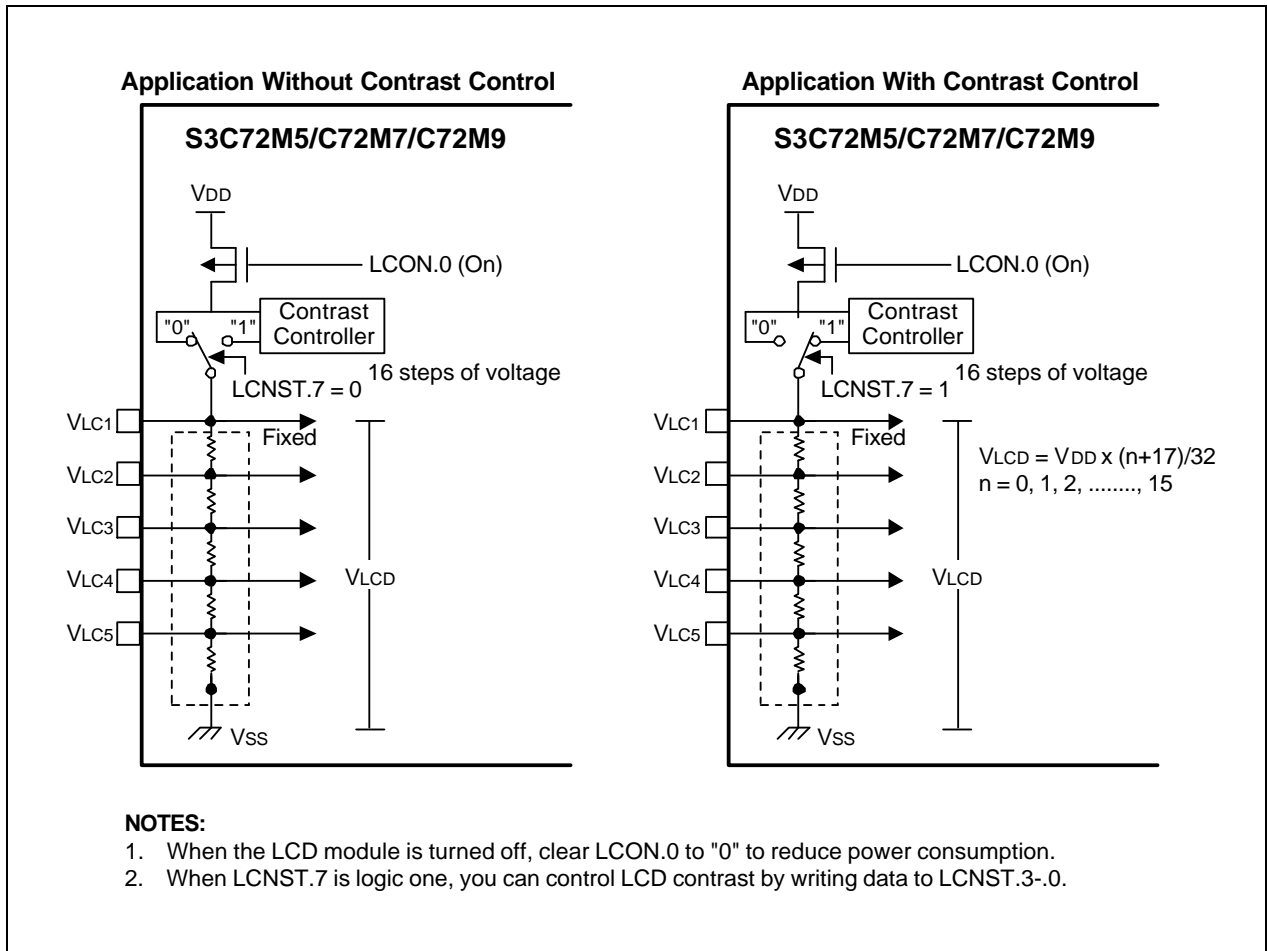 Application Without Contrast Control
S3C72M5/C72M7/C72M9
VDD
LCON.0 (On)
Contrast
Controller
"0"
"1"
16 steps of voltage
LCNST.7 = 0
VLC1
Fixed
VLC2
VLC3
VLC4
VLCD
VLC5
VSS
Application With Contrast Control
S3C72M5/C72M7/C72M9
VDD
LCON.0 (On)
Contrast
Controller
"0"
"1"
16 steps of voltage
LCNST.7 = 1
VLC1
Fixed
VLCD = VDD x (n+17)/32
n = 0, 1, 2, ........, 15
VLC2
VLC3
VLC4
VLCD
VLC5
VSS
NOTES:
1. When the LCD module is turned off, clear LCON.0 to "0" to reduce power consumption.
2. When LCNST.7 is logic one, you can control LCD contrast by writing data to LCNST.3-.0.